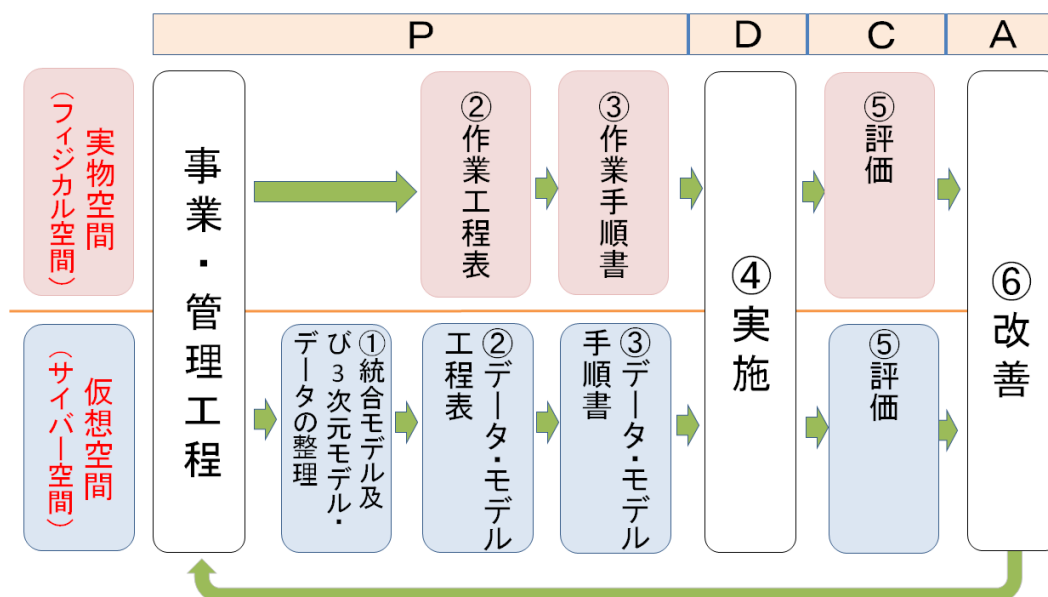 P
D
C
A
実物空間
(フィジカル空間)
事業・管理工程
②作業工程表
③作業手順書
④実施
⑤評価
⑥改善
仮想空間
(サイバー空間)
①統合モデル及
び3次元モデル・
データの整理
②データ・モデル
工程表
③データ・モデル
手順書
⑤評価